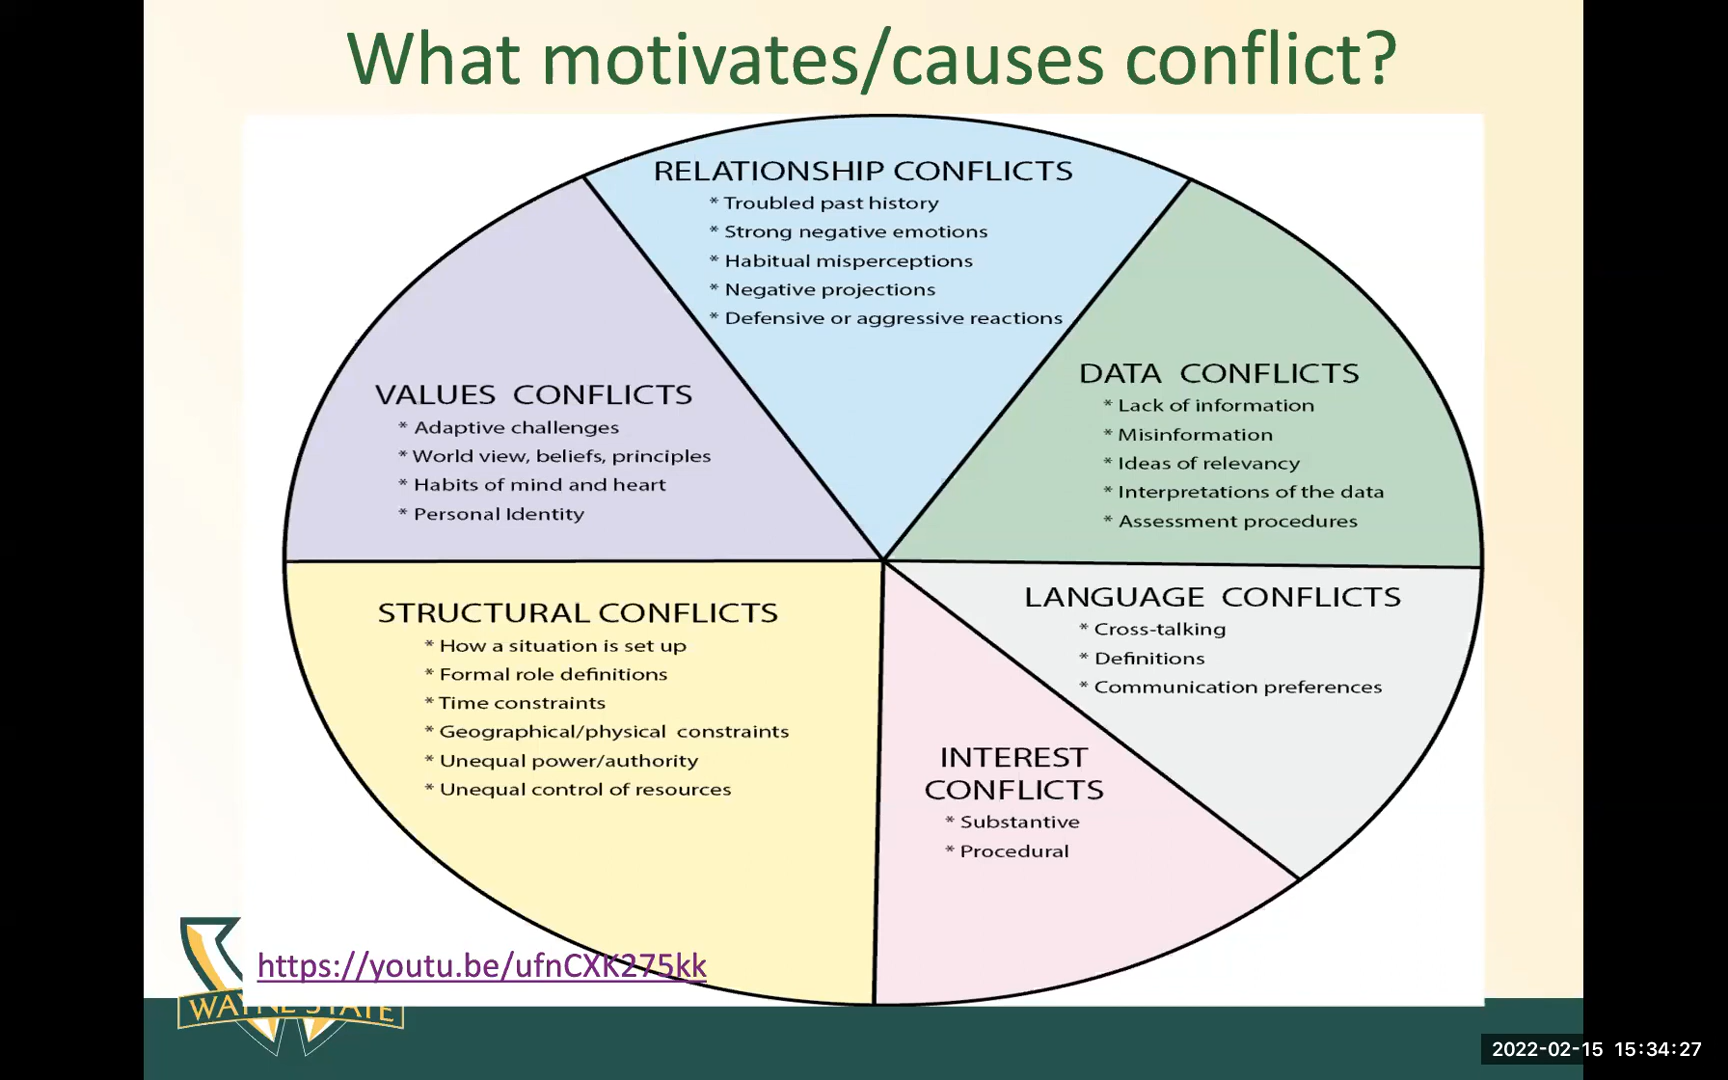 What motivates/causes conflict?
RELATIONSHIP CONFLICTS
* Troubled past history
* Strong negative emotions
* Habitual misperceptions
* Negative projections
* Defensive or aggressive reactions
DATA CONFLICTS
* Lack of information
* Misinformation
* Ideas of relevancy
* Interpretations of the data
* Assessment procedures
VALUES CONFLICTS
* Adaptive challenges
* World view, beliefs, principles
* Habits of mind and heart
* Personal Identity
LANGUAGE CONFLICTS
* Cross-talking
* Definitions
* Communication preferences
STRUCTURAL CONFLICTS
* How a situation is set up
* Formal role definitions
* Time constraints
* Geographical/physical constraints
* Unequal power/authority
* Unequal control of resources
INTEREST
CONFLICTS
* Substantive
* Procedural
https://youtu.be/ufnCXK275kk
WAYNE STATE
2022-02-15 15:34:27